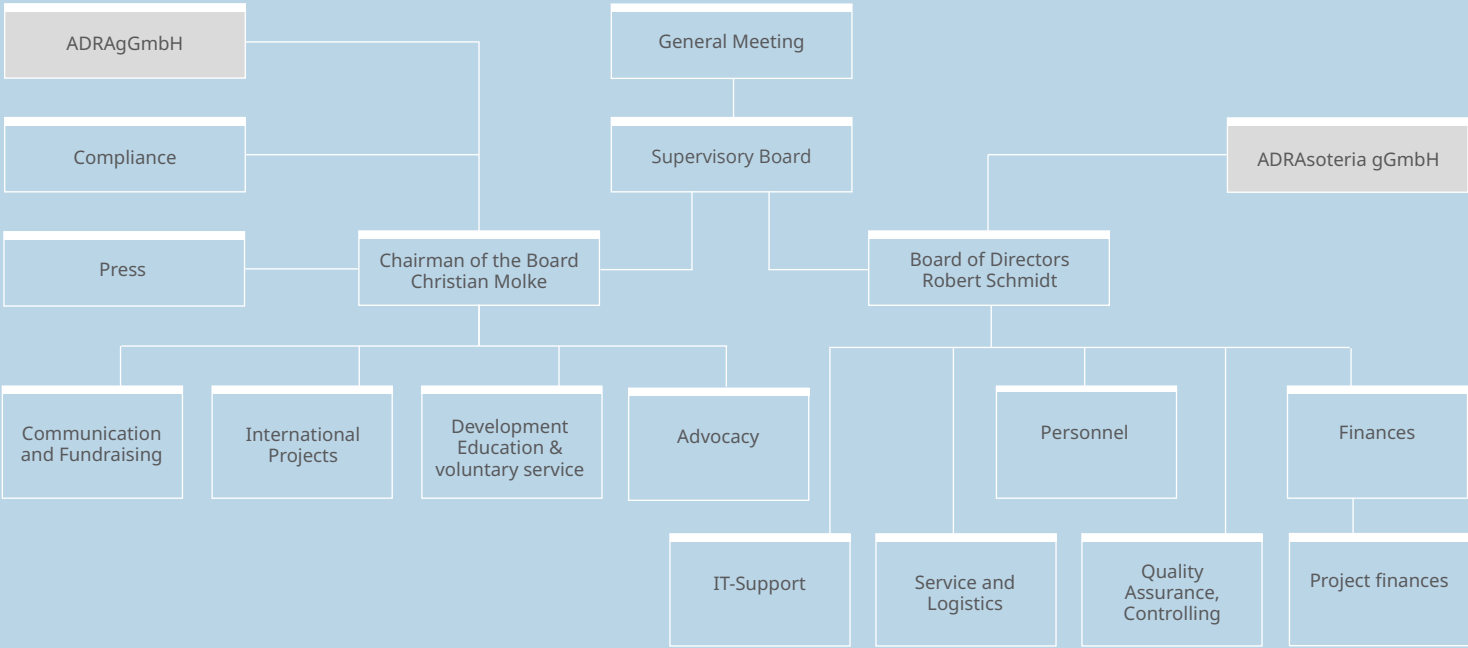 ADRAgGmbH
General Meeting
Compliance
Supervisory Board
ADRAsoteria gGmbH
Press
Chairman of the Board
Christian Molke
Board of Directors
Robert Schmidt
Communication
and Fundraising
International
Projects
Development
Education &
voluntary service
Advocacy
Personnel
Finances
IT-Support
Service and
Logistics
Quality
Assurance,
Controlling
Project finances